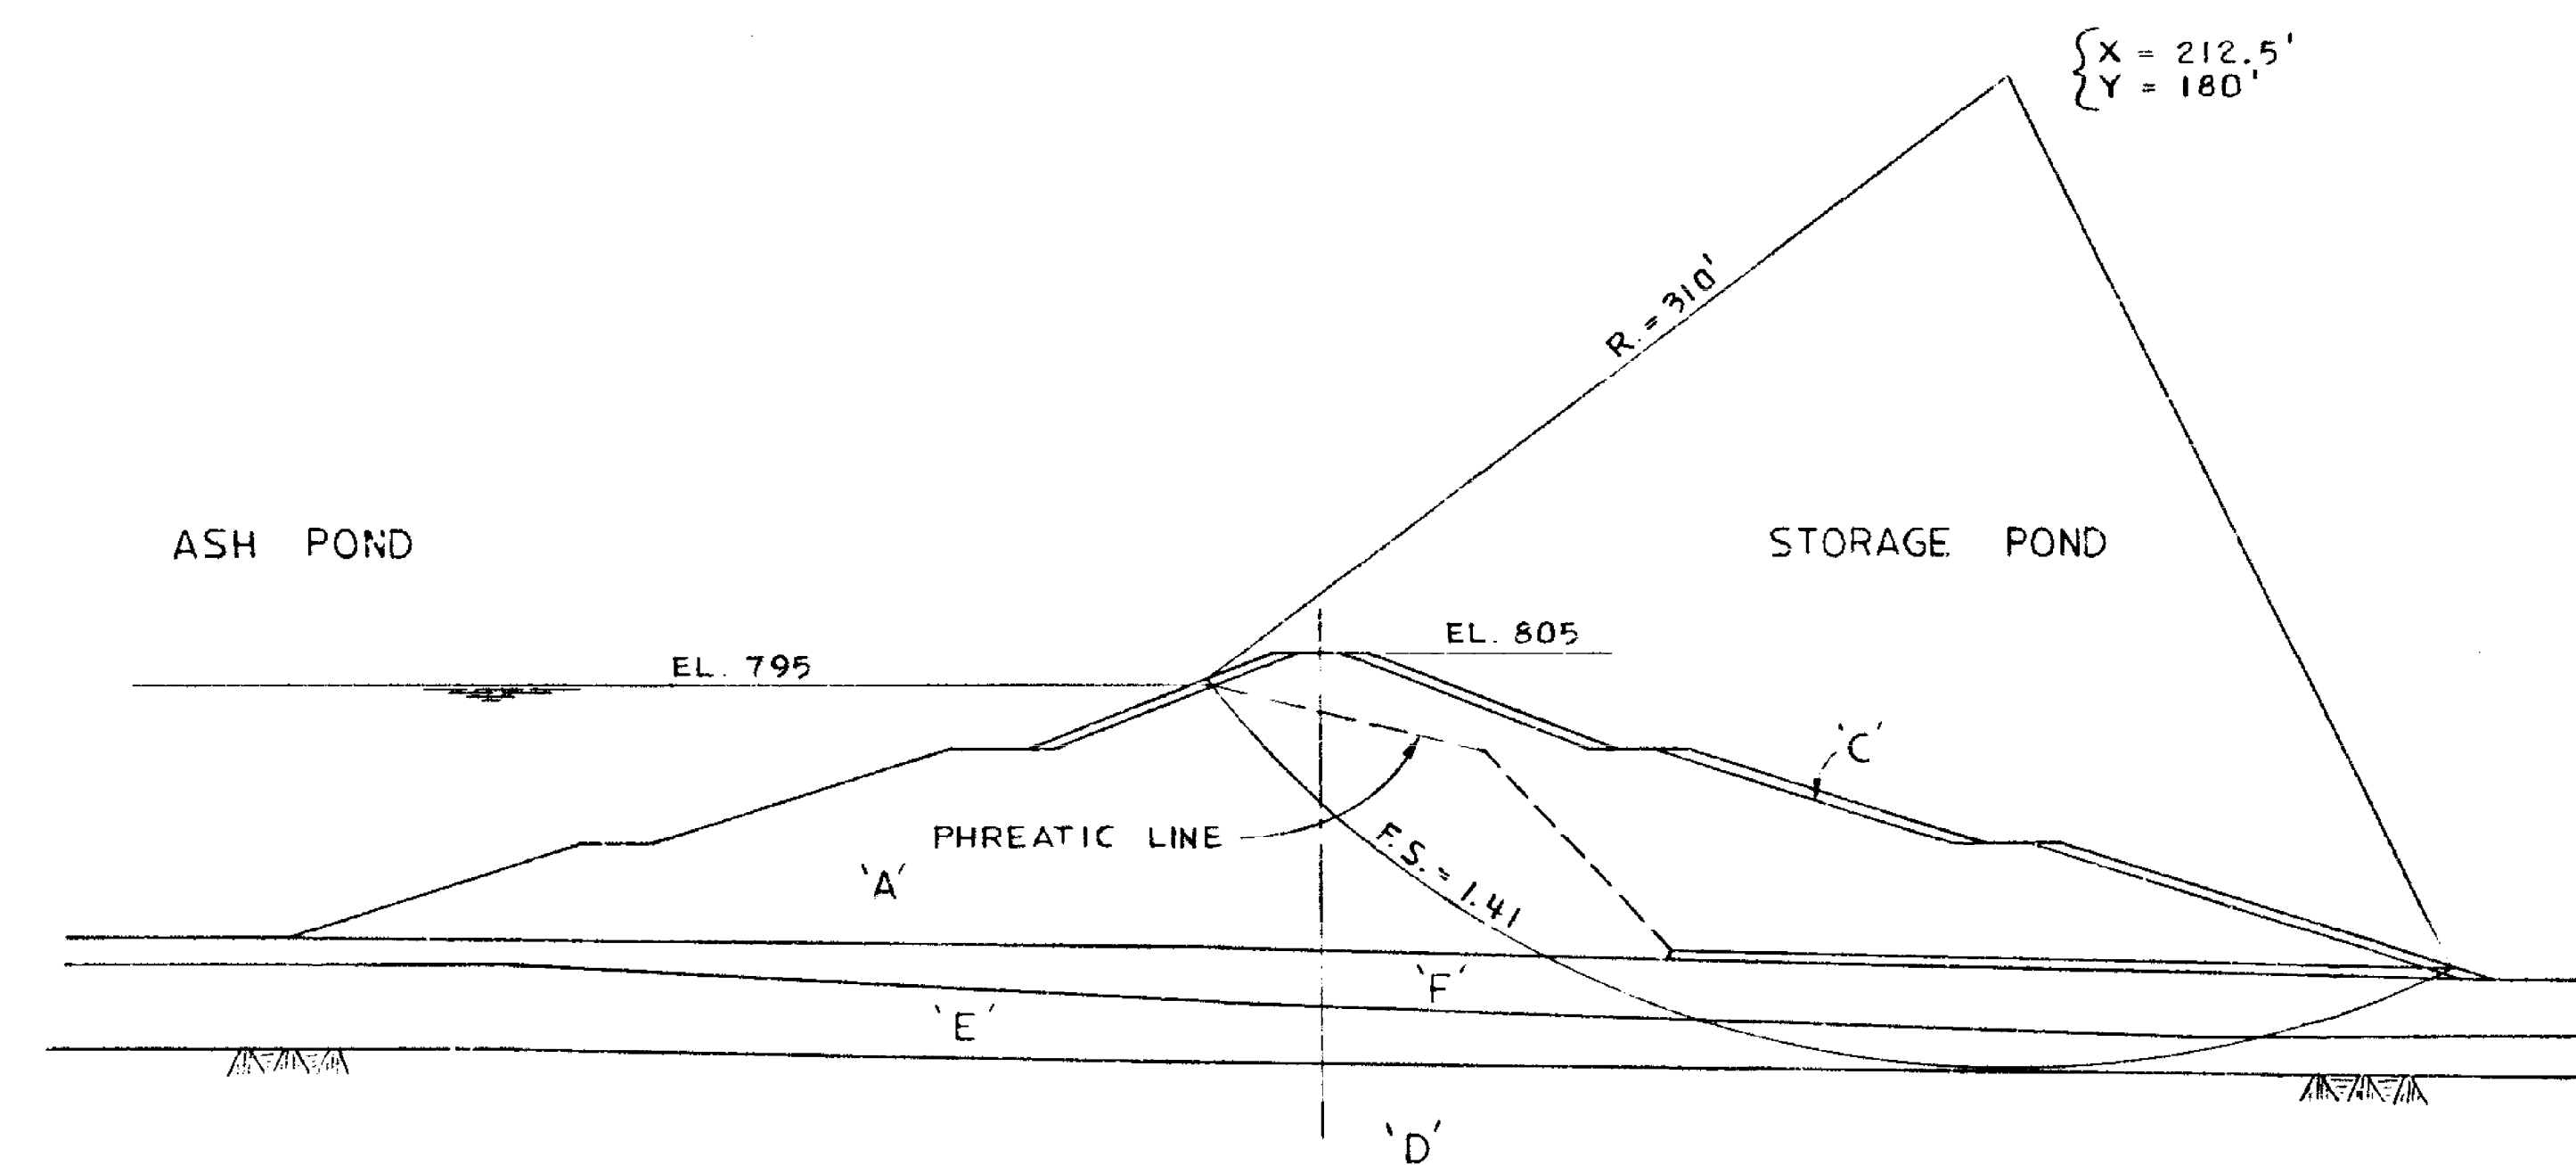 X = 212.5'
Y = 180'
R. = 310'
ASH POND
STORAGE POND
EL. 805
EL. 795
'C'
PHREATIC LINE
F.S. = 1.41
'A'
'F'
'E'
'D'